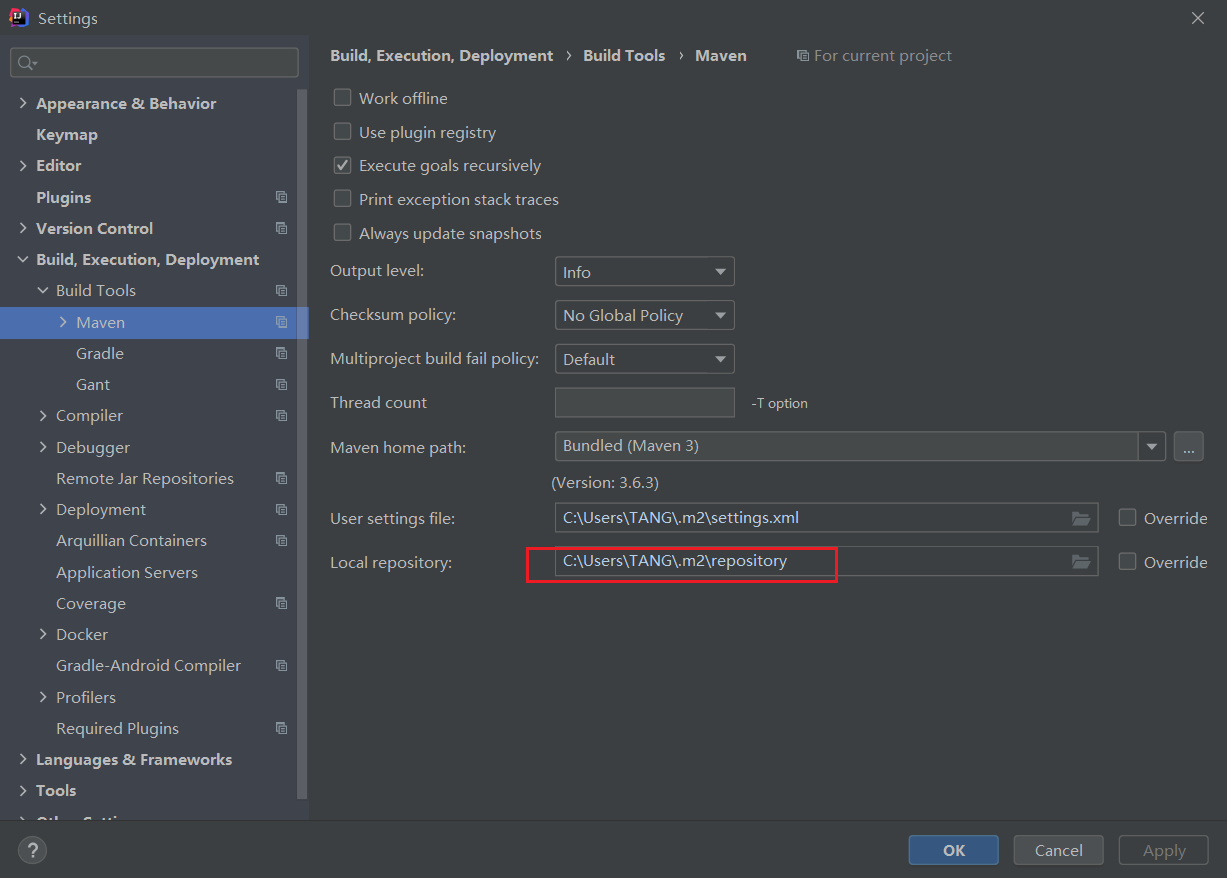 Settings
Build, Execution, Deployment › Build Tools › Maven For current project
Appearance & Behavior
Keymap
Editor
Plugins
Version Control
Build, Execution, Deployment
Build Tools
Maven
Gradle
Gant
Compiler
Debugger
Remote Jar Repositories
Deployment
Arquillian Containers
Application Servers
Coverage
Docker
Gradle-Android Compiler
Profilers
Required Plugins
Languages & Frameworks
Tools
Work offline
Use plugin registry
Execute goals recursively
Print exception stack traces
Always update snapshots
Output level: Info
Checksum policy: No Global Policy
Multiproject build fail policy: Default
Thread count -T option
Maven home path: Bundled (Maven 3) ...
(Version: 3.6.3)
User settings file: C:\Users\TANG\.m2\settings.xml Override
Local repository: C:\Users\TANG\.m2\repository Override
? OK Cancel Apply